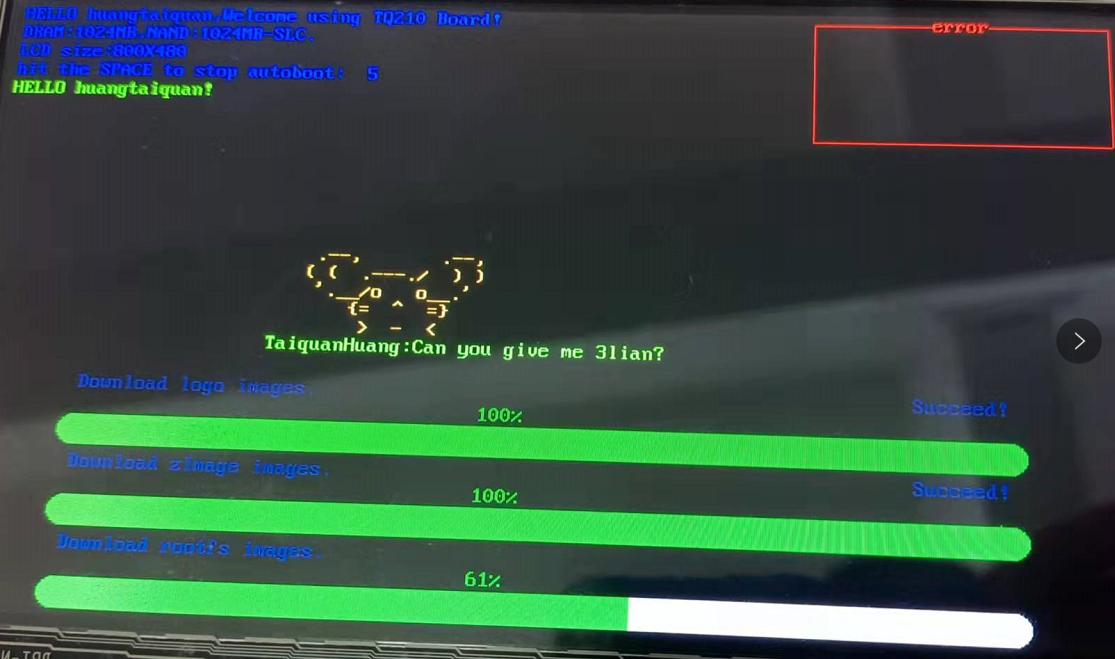 HELLO huangtaiquan,Welcome using TQ210 Board!
DRAM:1024MB.NAND:1024MB-SLC.
LCD size:800X480
hit the SPACE to stop autoboot: 5
HELLO huangtaiquan!
error
TaiquanHuang:Can you give me 3lian?
Download logo images.
100%
Succeed!
Download zImage images.
100%
Succeed!
Download rootfs images.
61%